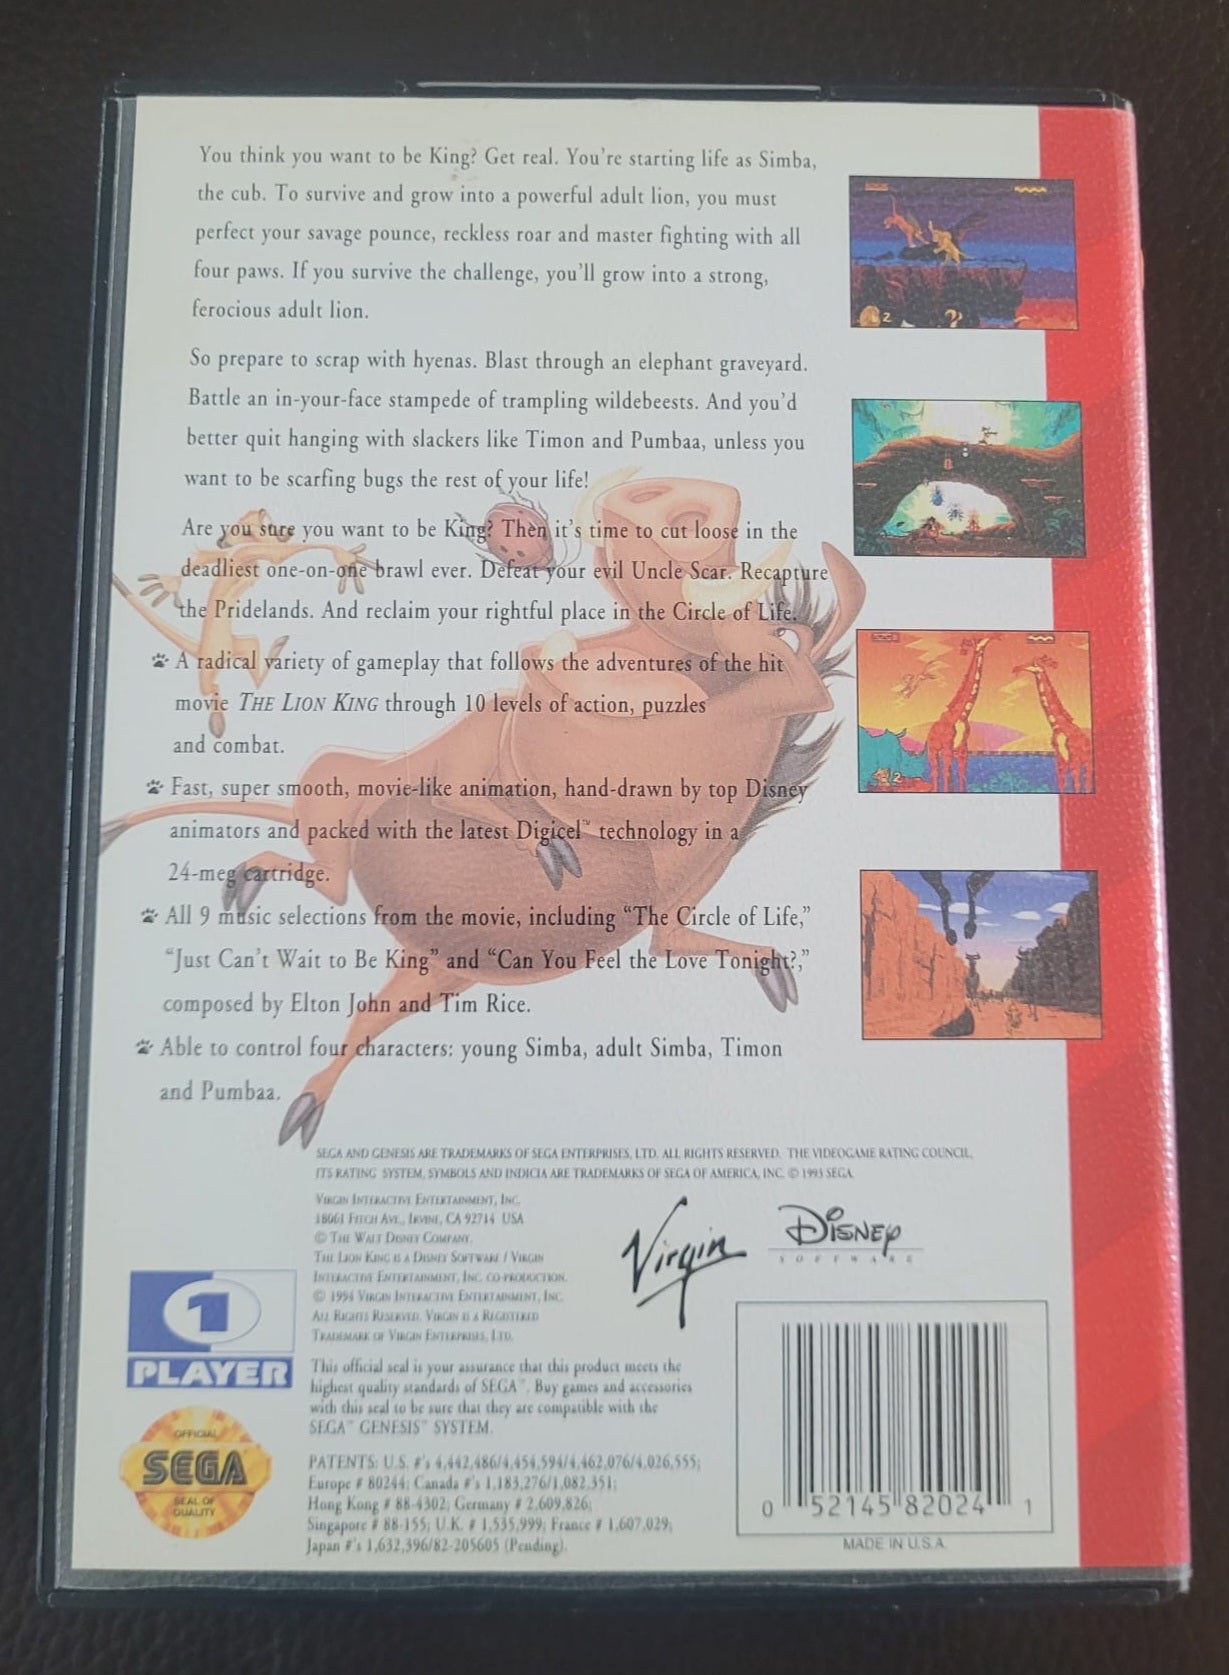 You think you want to be King? Get real. You're starting life as Simba,
the cub. To survive and grow into a powerful adult lion, you must
perfect your savage pounce, reckless roar and master fighting with all
four paws. If you survive the challenge, you'll grow into a strong,
ferocious adult lion.
So prepare to scrap with hyenas. Blast through an elephant graveyard.
Battle an in-your-face stampede of trampling wildebeests. And you'd
better quit hanging with slackers like Timon and Pumbaa, unless you
want to be scarfing bugs the rest of your life!
Are you sure you want to be King? Then it's time to cut loose in the
deadliest one-on-one brawl ever. Defeat your evil Uncle Scar. Recapture
the Pridelands. And reclaim your rightful place in the Circle of Life.
A radical variety of gameplay that follows the adventures of the hit
movie THE LION KING through 10 levels of action, puzzles
and combat.
Fast, super smooth, movie-like animation, hand-drawn by top Disney
animators and packed with the latest Digicel™ technology in a
24-meg cartridge.
All 9 music selections from the movie, including "The Circle of Life,"
"Just Can't Wait to Be King" and "Can You Feel the Love Tonight?,"
composed by Elton John and Tim Rice.
Able to control four characters: young Simba, adult Simba, Timon
and Pumbaa.
2
2
SEGA AND GENESIS ARE TRADEMARKS OF SEGA ENTERPRISES, LTD. ALL RIGHTS RESERVED. THE VIDEOGAME RATING COUNCIL,
ITS RATING SYSTEM, SYMBOLS AND INDICIA ARE TRADEMARKS OF SEGA OF AMERICA, INC. © 1993 SEGA
VIRGIN INTERACTIVE ENTERTAINMENT, INC.
18061 FITCH AVE., IRVINE, CA 92714 USA
© THE WALT DISNEY COMPANY.
THE LION KING IS A DISNEY SOFTWARE / VIRGIN
INTERACTIVE ENTERTAINMENT, INC. CO-PRODUCTION.
© 1994 VIRGIN INTERACTIVE ENTERTAINMENT, INC.
ALL RIGHTS RESERVED. VIRGIN IS A REGISTERED
TRADEMARK OF VIRGIN ENTERPRISES, LTD.
Virgin
DISNEY
SOFTWARE
1
PLAYER
This official seal is your assurance that this product meets the
highest quality standards of SEGA™. Buy games and accessories
with this seal to be sure that they are compatible with the
SEGA™ GENESIS™ SYSTEM.
OFFICIAL
SEGA
SEAL OF
QUALITY
PATENTS: U.S. #'s 4,442,486/4,454,594/4,462,076/4,026,555;
Europe # 80244; Canada #'s 1,183,276/1,082,351;
Hong Kong # 88-4302; Germany # 2,609,826;
Singapore # 88-155; U.K. # 1,535,999; France # 1,607,029;
Japan #'s 1,632,396/82-205605 (Pending).
0 52145 82024 1
MADE IN U.S.A.